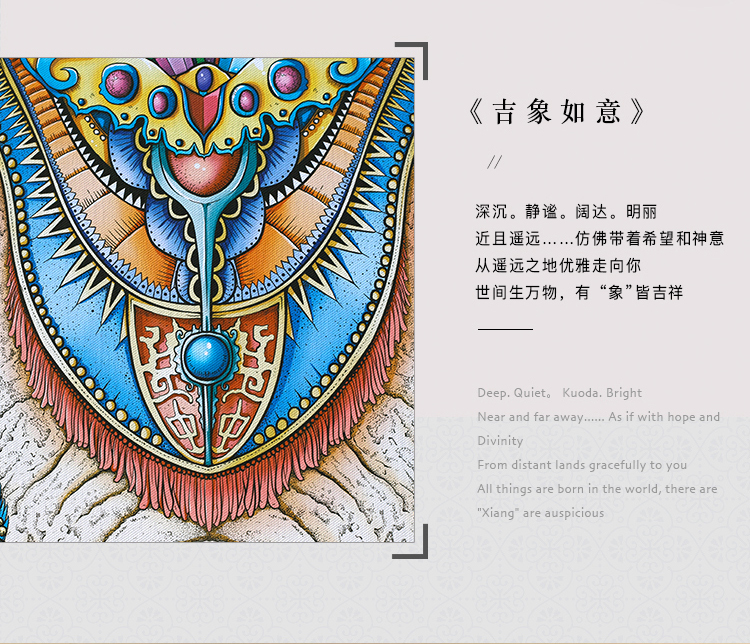 《吉象如意》
//
深沉。静谧。阔达。明丽
近且遥远……仿佛带着希望和神意
从遥远之地优雅走向你
世间生万物，有“象”皆吉祥
Deep. Quiet。 Kuoda. Bright
Near and far away...... As if with hope and
Divinity
From distant lands gracefully to you
All things are born in the world, there are
"Xiang" are auspicious